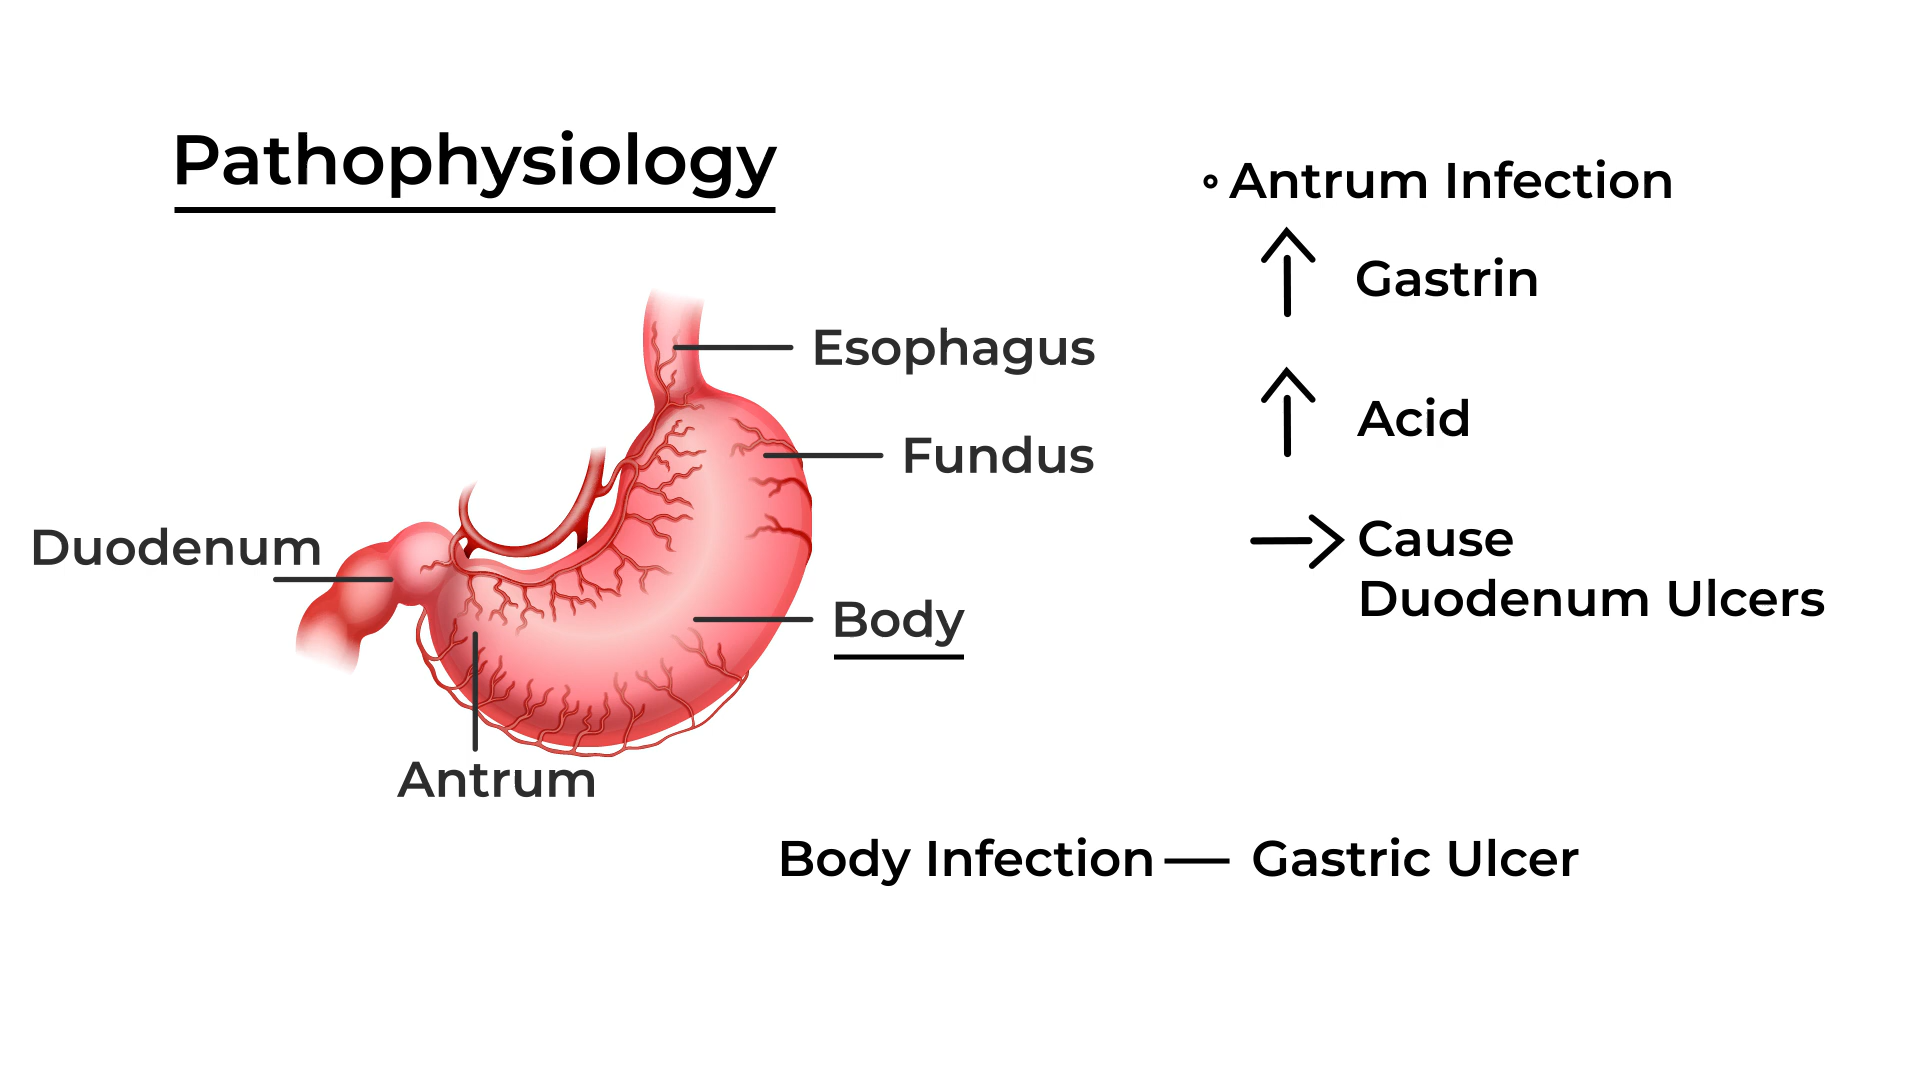 Pathophysiology
Esophagus
Fundus
Duodenum
Body
Antrum
Antrum Infection
Gastrin
Acid
Cause
Duodenum Ulcers
Body Infection — Gastric Ulcer